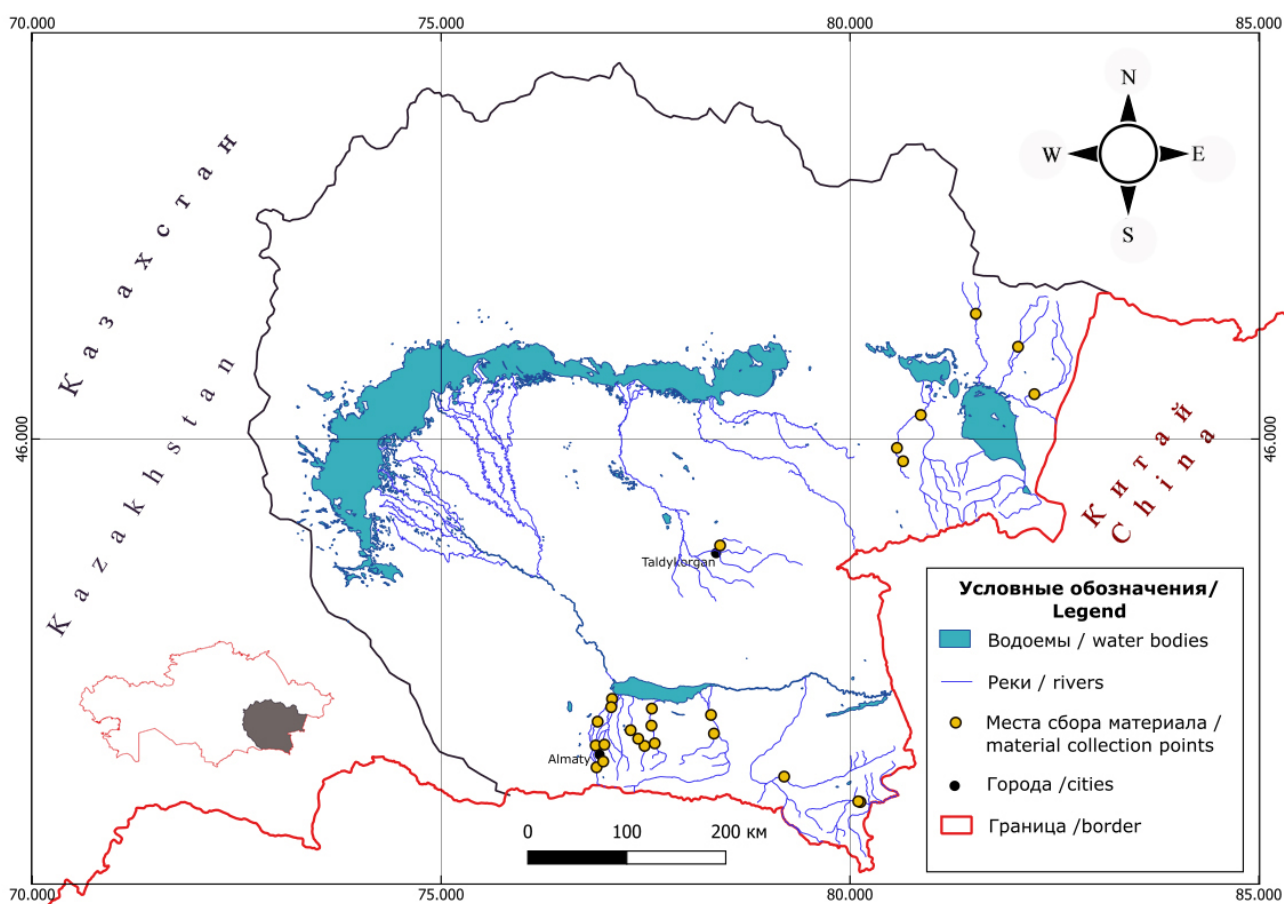 70.000
75.000
80.000
85.000
N
W
E
S
Казахстан
Kazakhstan
46.000
46.000
Китай
China
Taldykorgan
Almaty
Условные обозначения/
Legend
Водоемы / water bodies
Реки / rivers
Места сбора материала /
material collection points
Города /cities
Граница /border
0
100
200 км
70.000
75.000
80.000
85.000